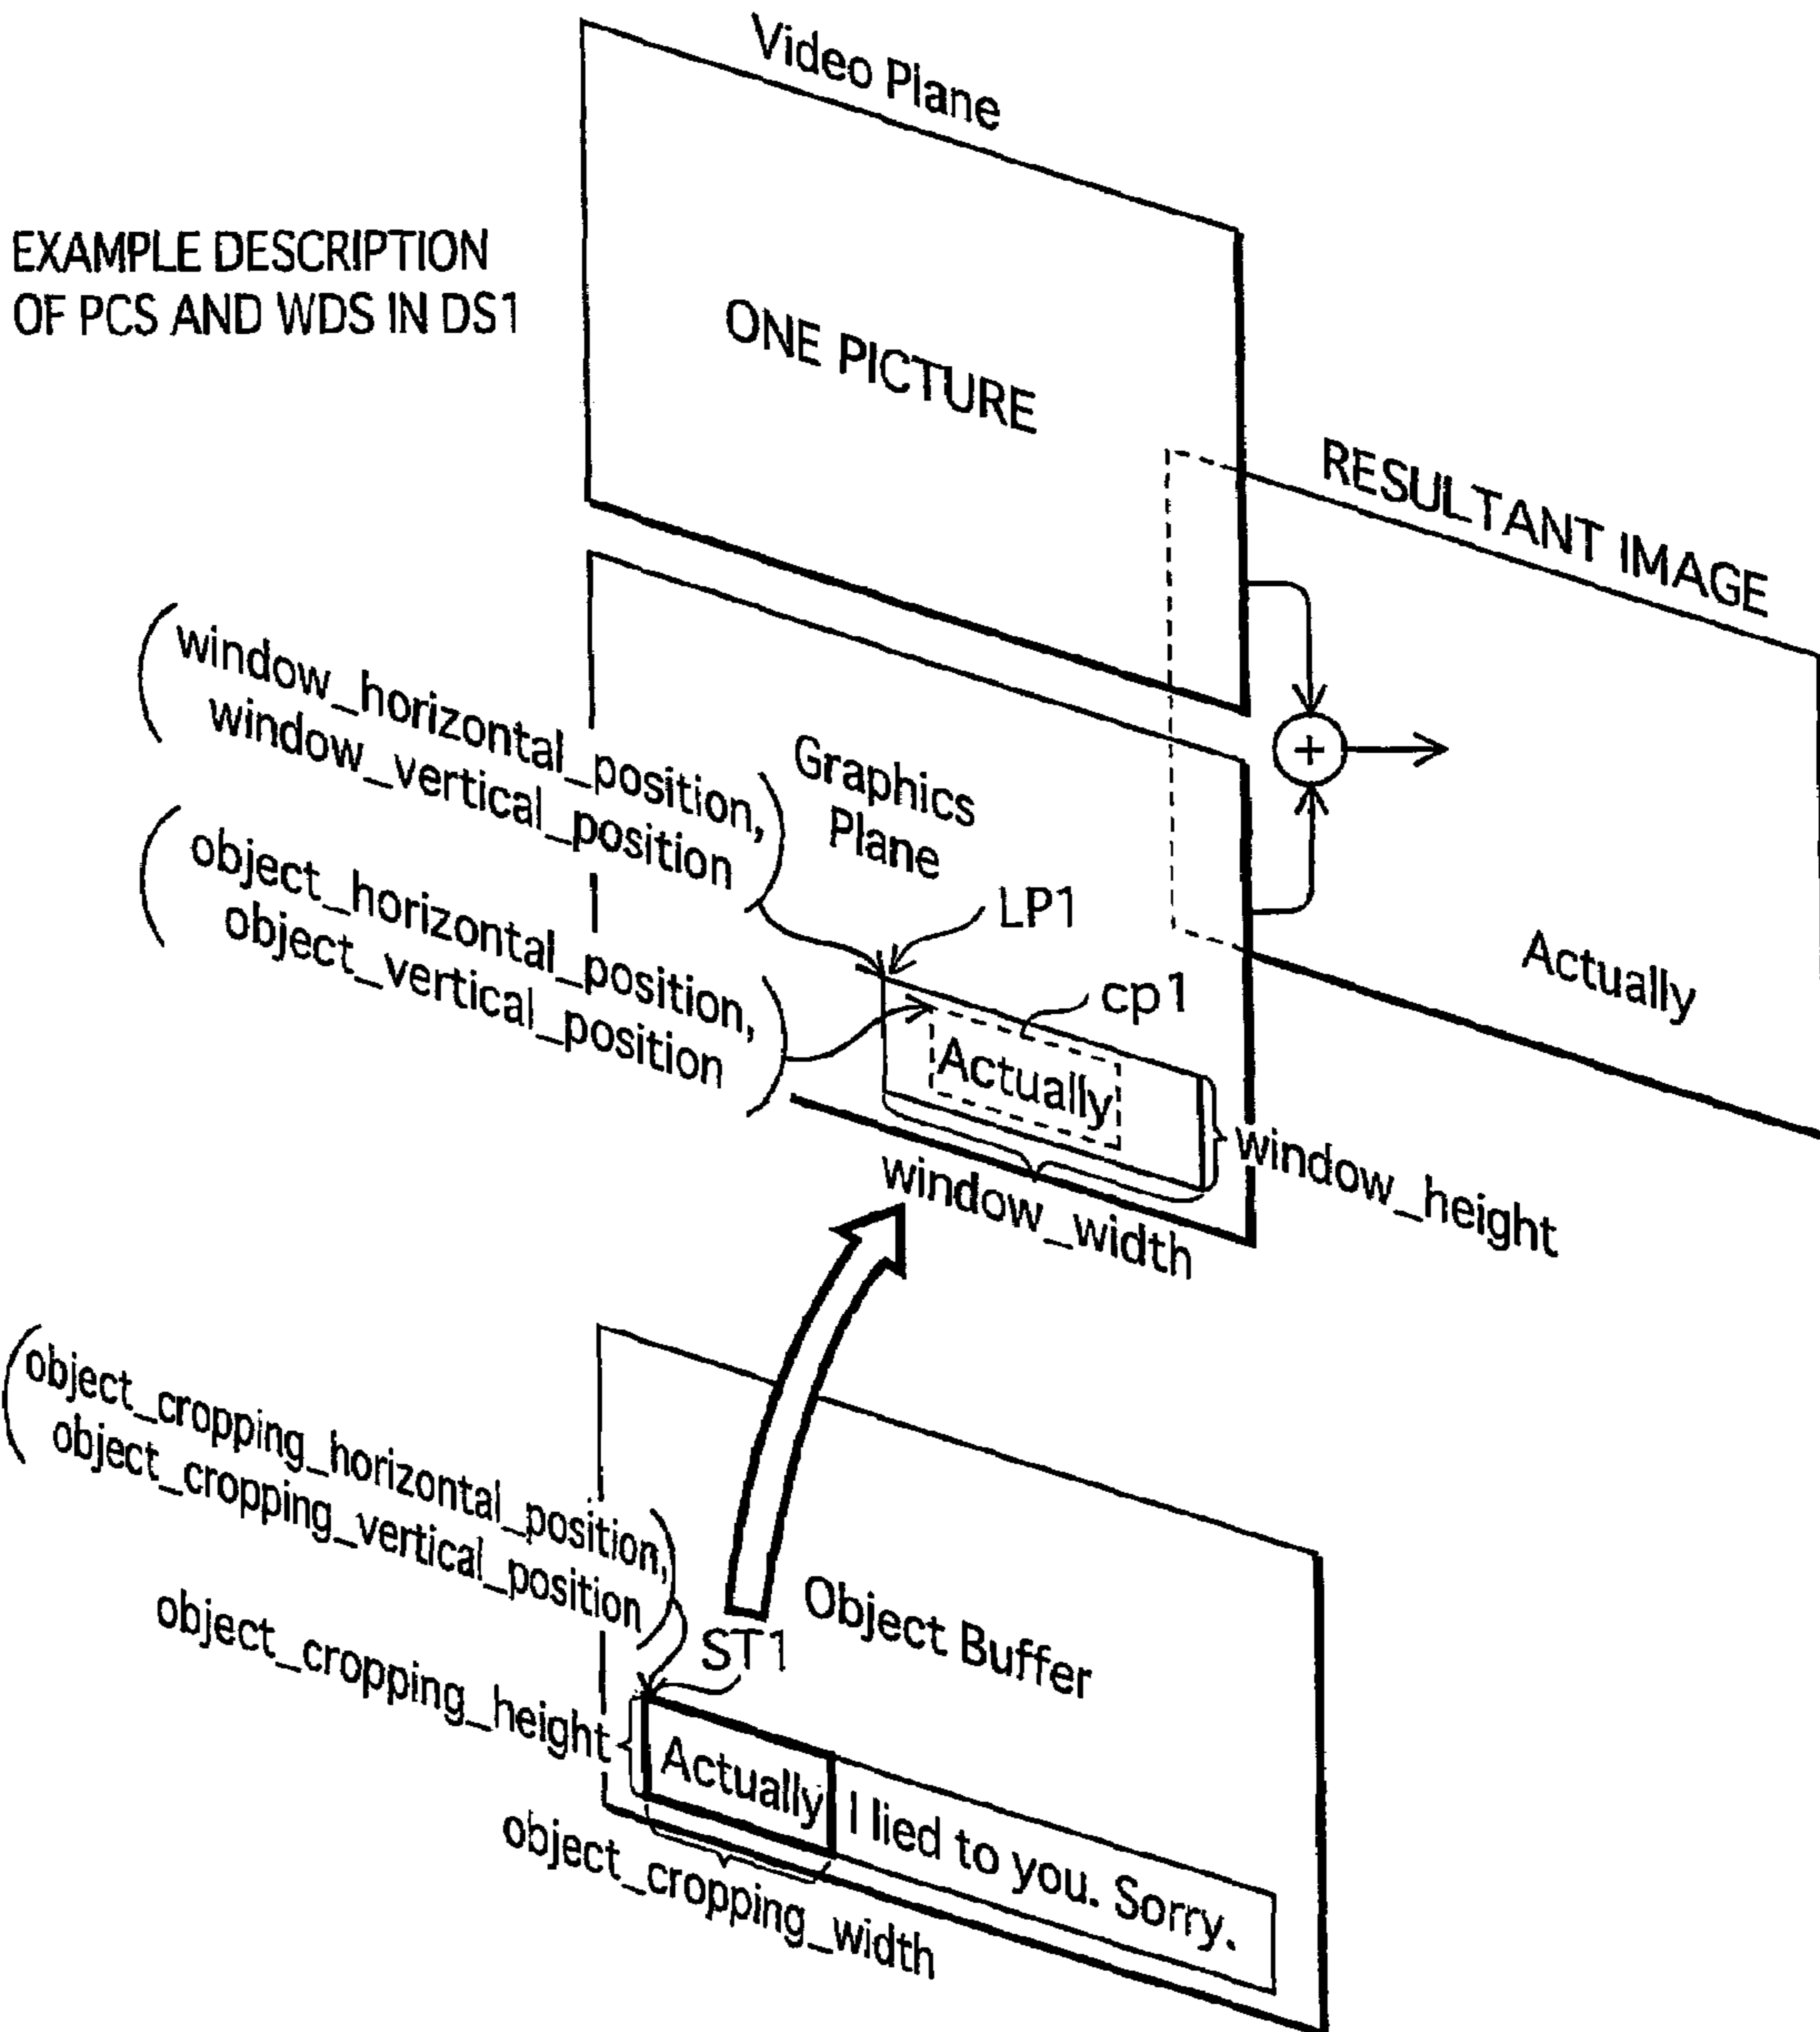 Video Plane
EXAMPLE DESCRIPTION
OF PCS AND WDS IN DS1
ONE PICTURE
RESULTANT IMAGE
(window_horizontal_position,
window_vertical_position)
Graphics
Plane
+
(object_horizontal_position,
object_vertical_position)
LP1
cp1
Actually
Actually
window_height
window_width
(object_cropping_horizontal_position,
object_cropping_vertical_position)
Object Buffer
ST1
object_cropping_height
Actually I lied to you. Sorry.
object_cropping_width